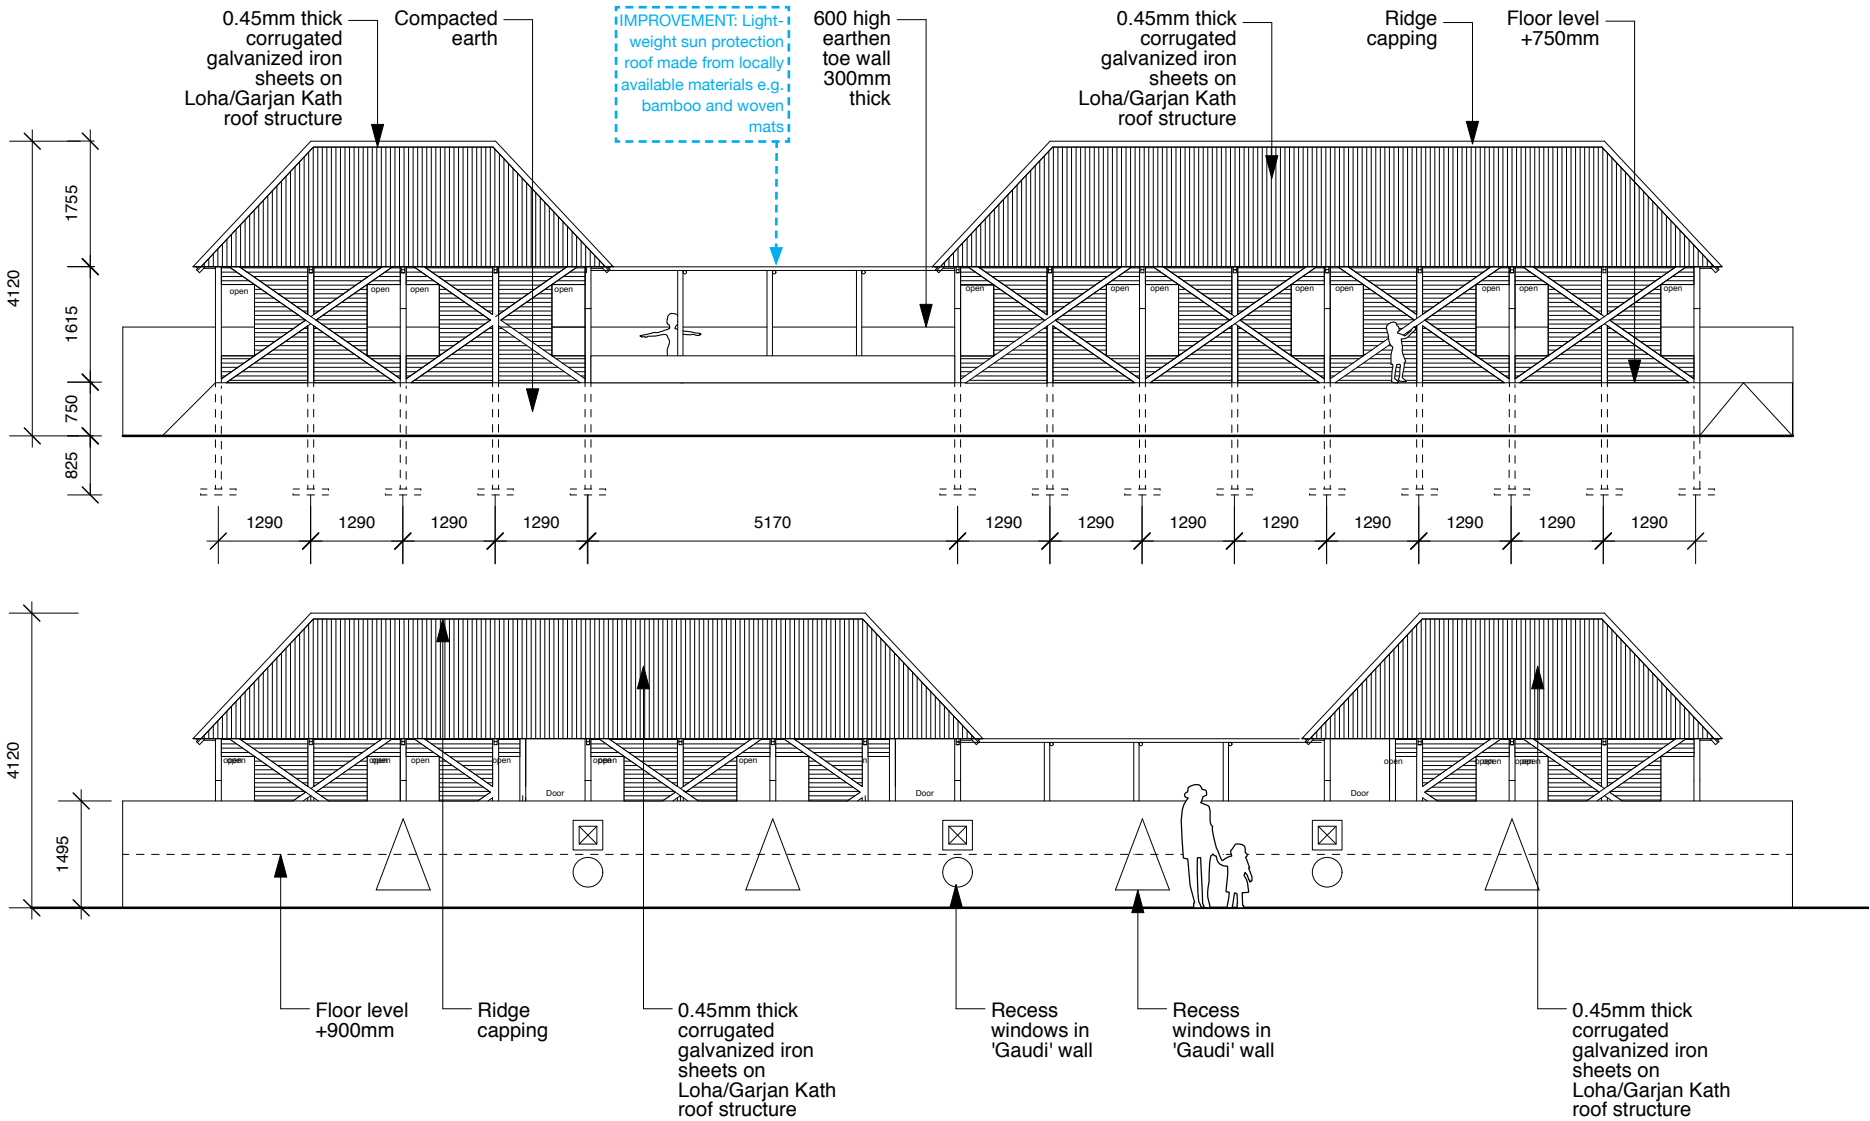 0.45mm thick
corrugated
galvanized iron
sheets on
Loha/Garjan Kath
roof structure
Compacted
earth
IMPROVEMENT: Light-
weight sun protection
roof made from locally
available materials e.g.
bamboo and woven
mats
600 high
earthen
toe wall
300mm
thick
0.45mm thick
corrugated
galvanized iron
sheets on
Loha/Garjan Kath
roof structure
Ridge
capping
Floor level
+750mm
4120
1755
1615
750
825
open
open
open
open
open
open
open
open
open
open
open
open
1290
1290
1290
1290
5170
1290
1290
1290
1290
1290
1290
1290
1290
4120
1495
open
open
open
open
open
open
open
open
open
open
Door
Door
Door
Floor level
+900mm
Ridge
capping
0.45mm thick
corrugated
galvanized iron
sheets on
Loha/Garjan Kath
roof structure
Recess
windows in
'Gaudi' wall
Recess
windows in
'Gaudi' wall
0.45mm thick
corrugated
galvanized iron
sheets on
Loha/Garjan Kath
roof structure